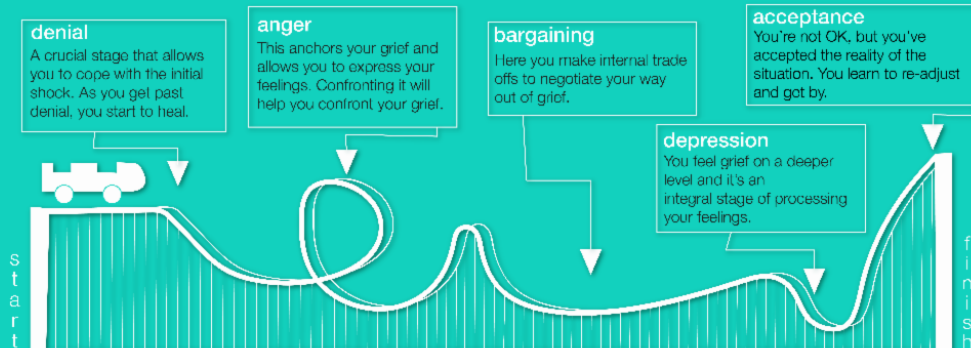 denial
A crucial stage that allows
you to cope with the initial
shock. As you get past
denial, you start to heal.
anger
This anchors your grief and
allows you to express your
feelings. Confronting it will
help you confront your grief.
bargaining
Here you make internal trade
offs to negotiate your way
out of grief.
depression
You feel grief on a deeper
level and it's an
integral stage of processing
your feelings.
acceptance
You're not OK, but you've
accepted the reality of the
situation. You learn to re-adjust
and get by.
start
finish